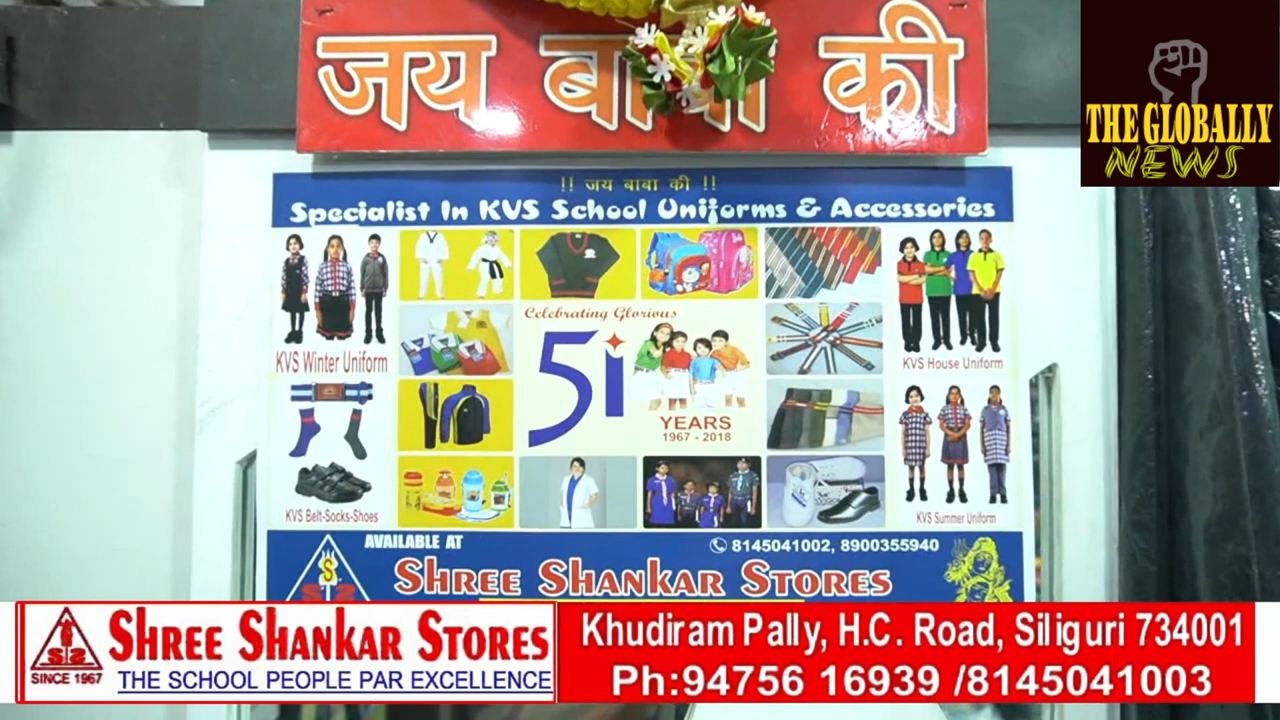 जय बाबा की
THE GLOBALLY
NEWS
!! जय बाबा की !!
Specialist In KVS School Uniforms & Accessories
KVS Winter Uniform
KVS House Uniform
Celebrating Glorious
51
YEARS
1967 - 2018
KVS Belt-Socks-Shoes
KVS Summer Uniform
AVAILABLE AT
8145041002, 8900355940
SHREE SHANKAR STORES
SHREE SHANKAR STORES
SINCE 1967
THE SCHOOL PEOPLE PAR EXCELLENCE
Khudiram Pally, H.C. Road, Siliguri 734001
Ph:94756 16939 /8145041003